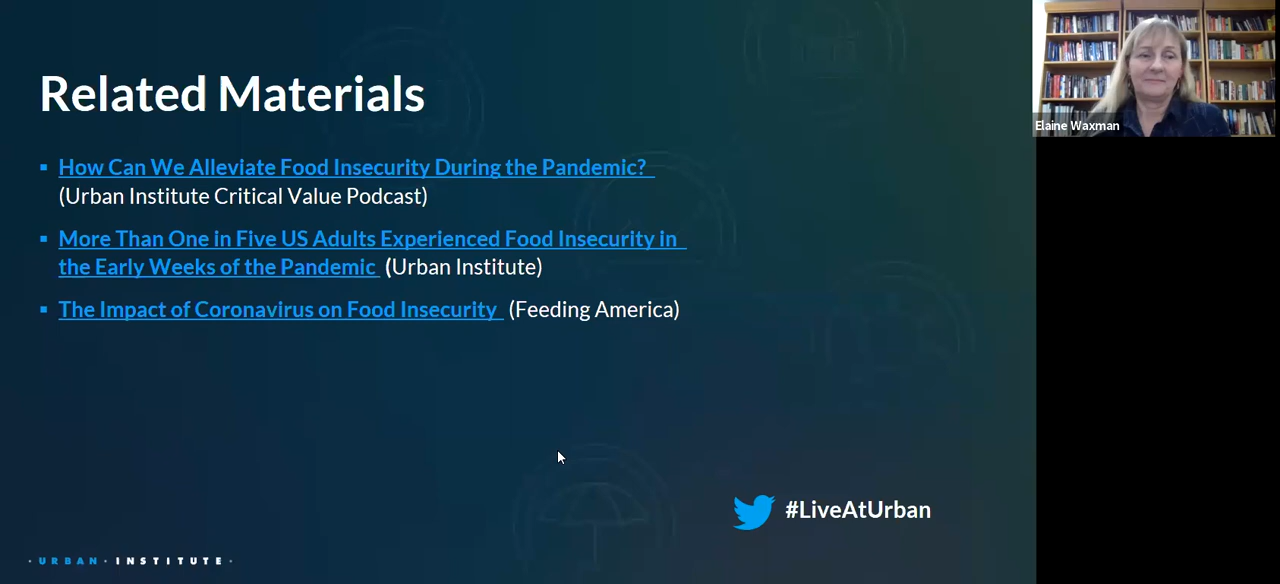 Related Materials
How Can We Alleviate Food Insecurity During the Pandemic?
(Urban Institute Critical Value Podcast)
More Than One in Five US Adults Experienced Food Insecurity in
the Early Weeks of the Pandemic (Urban Institute)
The Impact of Coronavirus on Food Insecurity (Feeding America)
#LiveAtUrban
· URBAN · INSTITUTE ·
Elaine Waxman